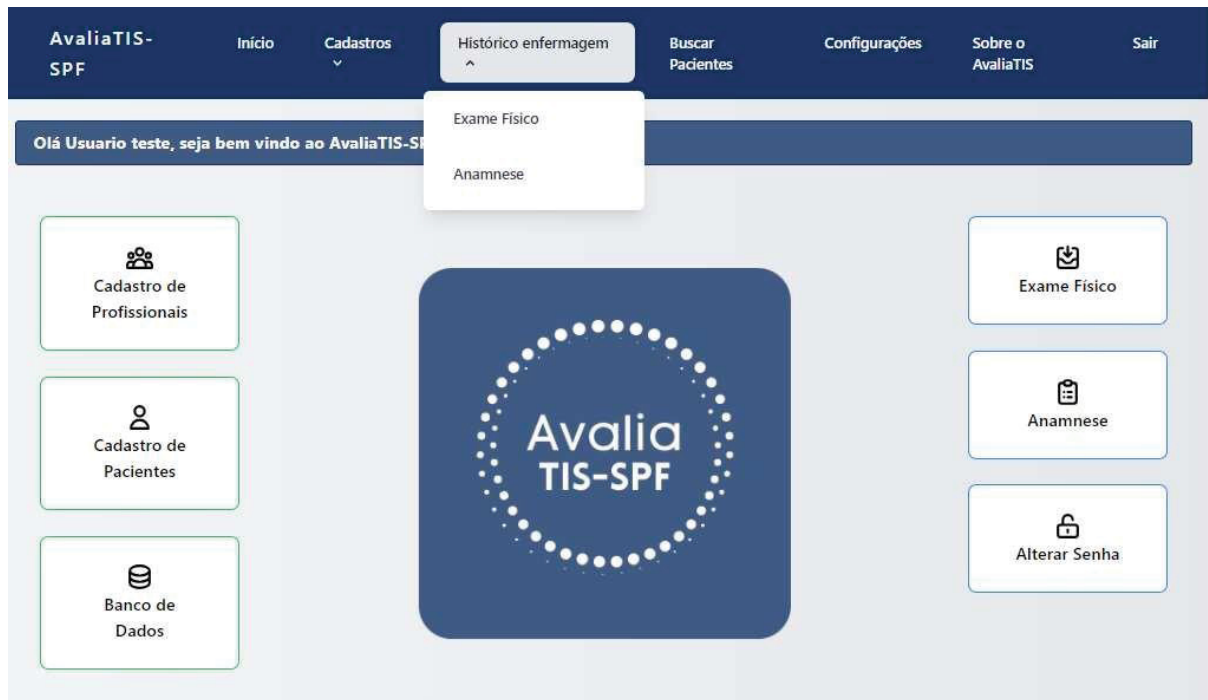 AvaliaTIS-
SPF
Início
Cadastros
Histórico enfermagem
Buscar
Pacientes
Configurações
Sobre o
AvaliaTIS
Sair
Exame Físico
Anamnese
Olá Usuario teste, seja bem vindo ao AvaliaTIS-SP
Cadastro de
Profissionais
Cadastro de
Pacientes
Banco de
Dados
Avalia
TIS-SPF
Exame Físico
Anamnese
Alterar Senha